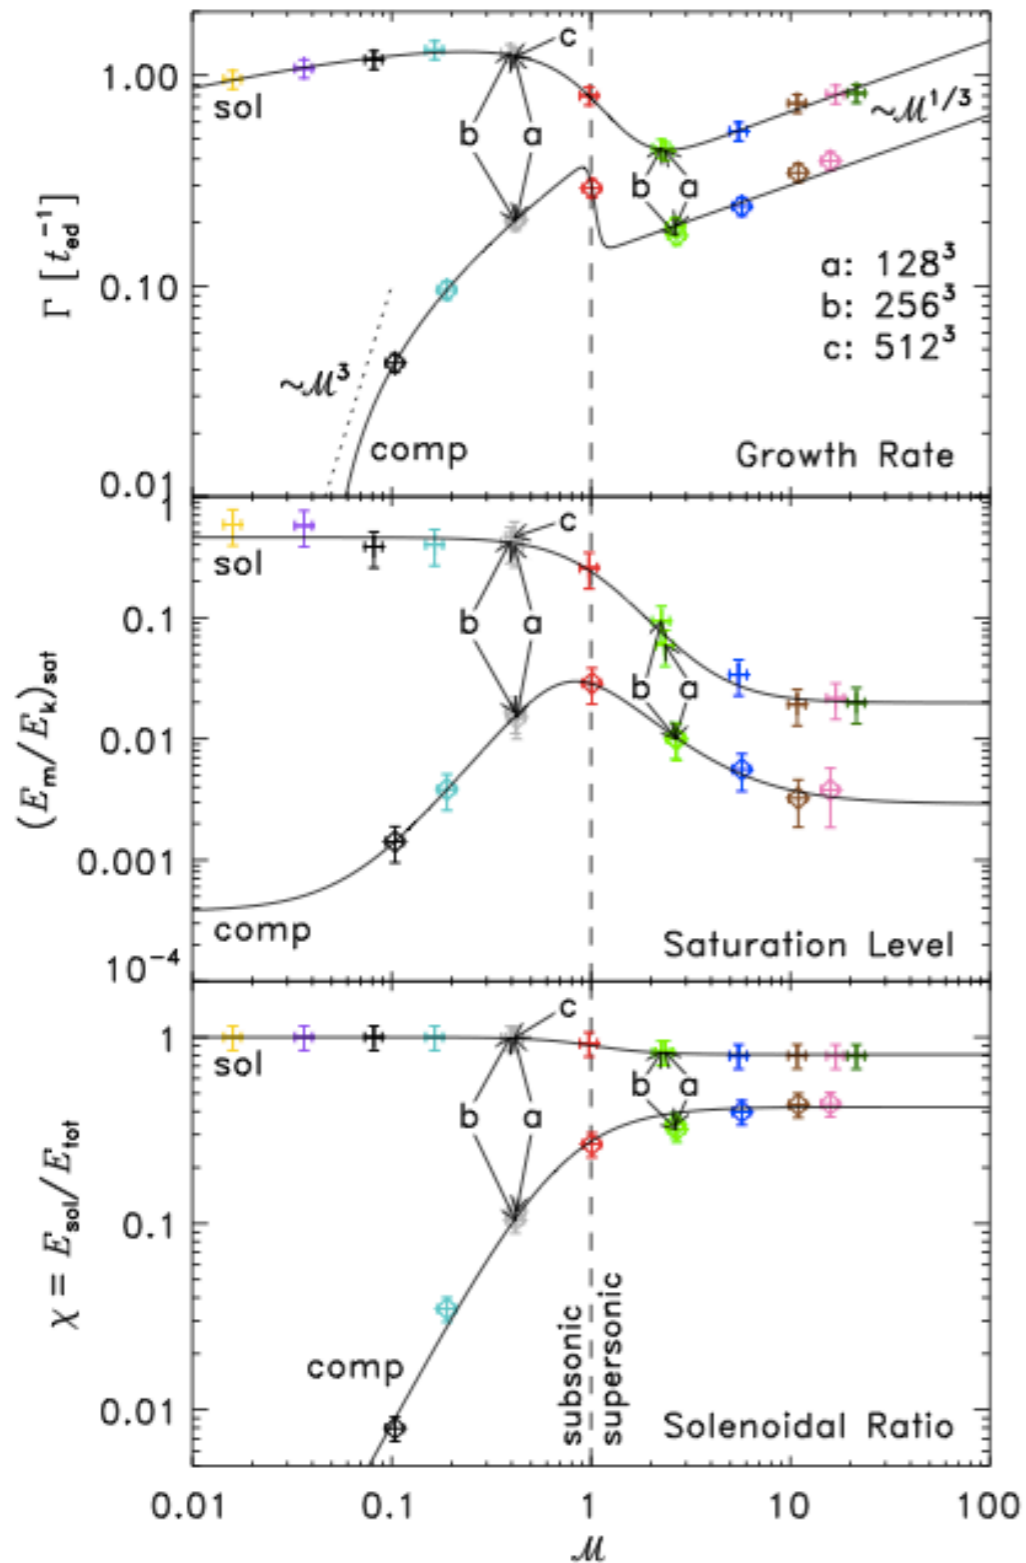 1.00
0.10
0.01
Γ [t_ed^-1]
sol
c
b a
b a
~ℳ^1/3
a: 128^3
b: 256^3
c: 512^3
~ℳ^3
comp
Growth Rate
1
0.1
0.01
0.001
10^-4
(E_m/E_k)_sat
sol
c
b a
b a
comp
Saturation Level
1
0.1
0.01
χ = E_sol/E_tot
sol
c
b a
b a
comp
subsonic
supersonic
Solenoidal Ratio
0.01 0.1 1 10 100
ℳ